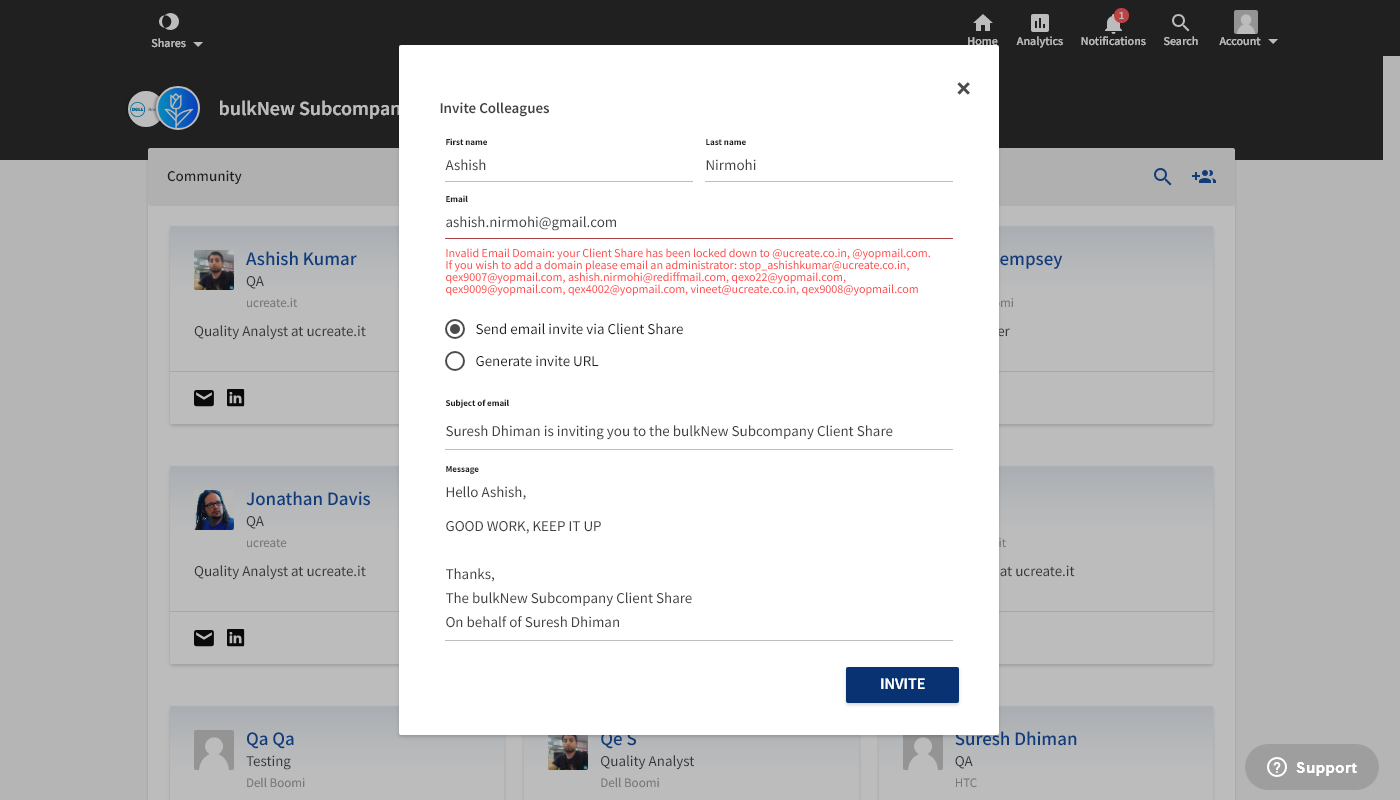 Shares
Home
Analytics
1
Notifications
Search
Account
DELL
bulkNew Subcompan
Community
Invite Colleagues
First name
Ashish
Last name
Nirmohi
Email
ashish.nirmohi@gmail.com
Invalid Email Domain: your Client Share has been locked down to @ucreate.co.in, @yopmail.com.
If you wish to add a domain please email an administrator: stop_ashishkumar@ucreate.co.in,
qex9007@yopmail.com, ashish.nirmohi@rediffmail.com, qexo22@yopmail.com,
qex9009@yopmail.com, qex4002@yopmail.com, vineet@ucreate.co.in, qex9008@yopmail.com
Send email invite via Client Share
Generate invite URL
Subject of email
Suresh Dhiman is inviting you to the bulkNew Subcompany Client Share
Message
Hello Ashish,
GOOD WORK, KEEP IT UP
Thanks,
The bulkNew Subcompany Client Share
On behalf of Suresh Dhiman
INVITE
Ashish Kumar
QA
ucreate.it
Quality Analyst at ucreate.it
empsey
omi
er
Jonathan Davis
QA
ucreate
Quality Analyst at ucreate.it
it
at ucreate.it
Qa Qa
Testing
Dell Boomi
Qe S
Quality Analyst
Dell Boomi
Suresh Dhiman
QA
HTC
Support